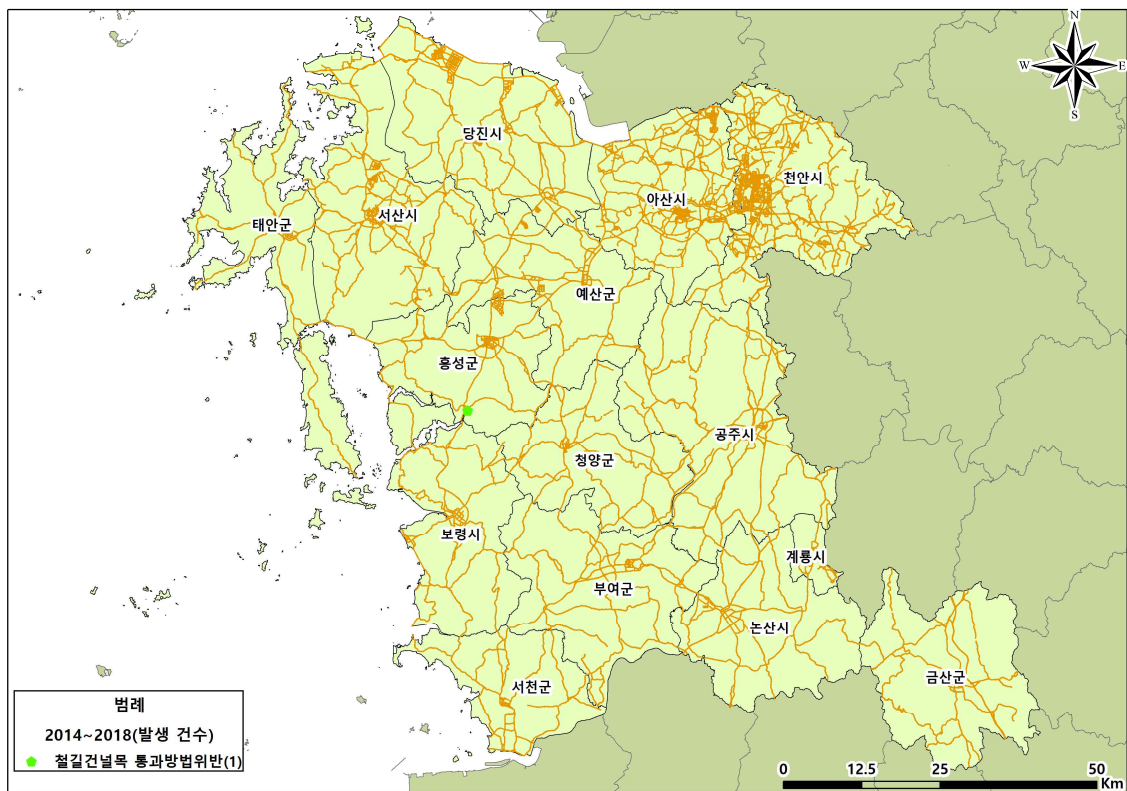 N
W E
S
당진시
천안시
아산시
서산시
태안군
예산군
홍성군
공주시
청양군
보령시
계룡시
부여군
논산시
금산군
서천군
범례
2014~2018(발생 건수)
철길건널목 통과방법위반(1)
0 12.5 25 50
Km